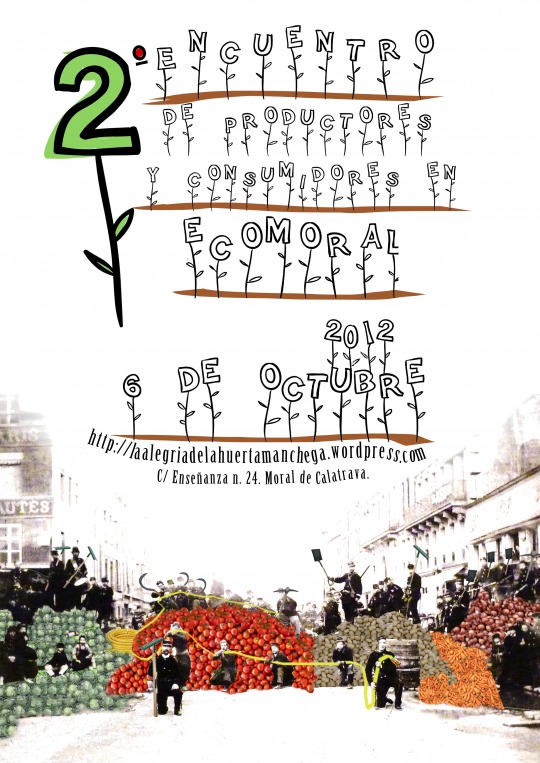 2º ENCUENTRO
DE PRODUCTORES
Y CONSUMIDORES EN
ECOMORAL
2012
6 DE OCTUBRE
http://laalegriadelahuertamanchega.wordpress.com
C/ Enseñanza n. 24. Moral de Calatrava.
AUTES